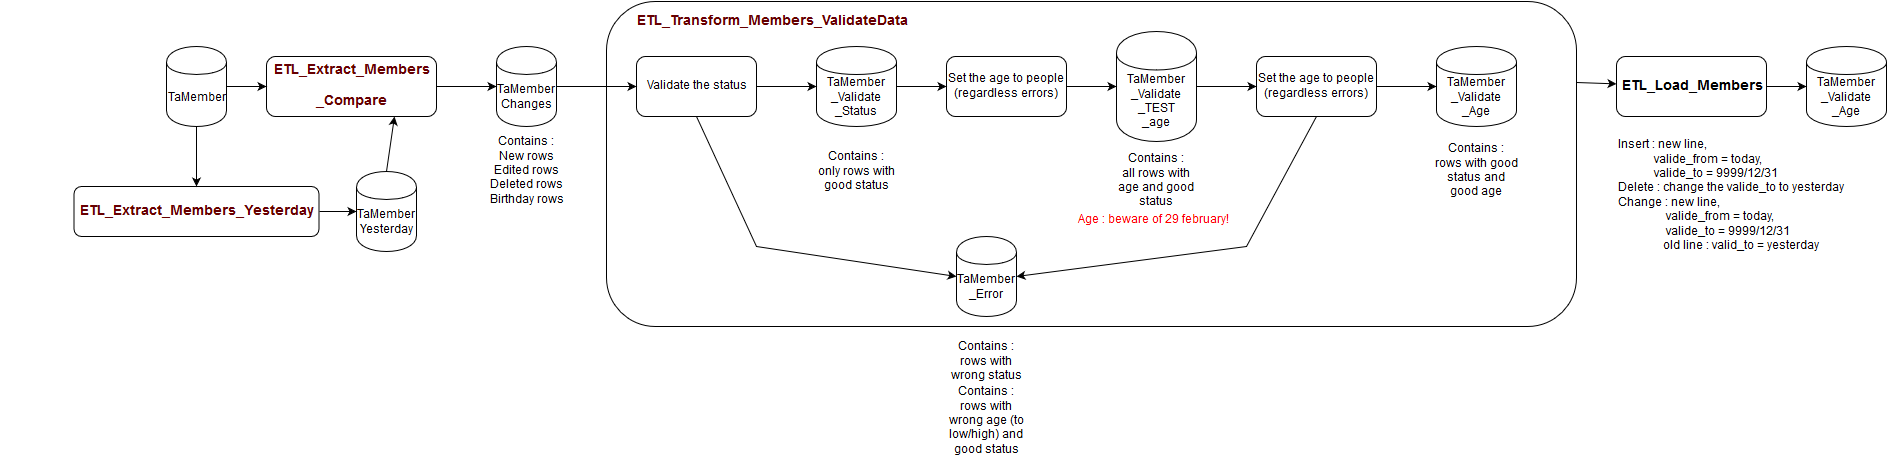 ETL_Transform_Members_ValidateData
TaMember
ETL_Extract_Members
_Compare
TaMember
Changes
Contains :
New rows
Edited rows
Deleted rows
Birthday rows
ETL_Extract_Members_Yesterday
TaMember
Yesterday
Validate the status
TaMember
_Validate
_Status
Contains :
only rows with
good status
Set the age to people
(regardless errors)
TaMember
_Validate
_TEST
_age
Contains :
all rows with
age and good
status
Age : beware of 29 february!
Set the age to people
(regardless errors)
TaMember
_Validate
_Age
Contains :
rows with good
status and
good age
TaMember
_Error
Contains :
rows with
wrong status
Contains :
rows with
wrong age (to
low/high) and
good status
ETL_Load_Members
TaMember
_Validate
_Age
Insert : new line,
valide_from = today,
valide_to = 9999/12/31
Delete : change the valide_to to yesterday
Change : new line,
valide_from = today,
valide_to = 9999/12/31
old line : valid_to = yesterday